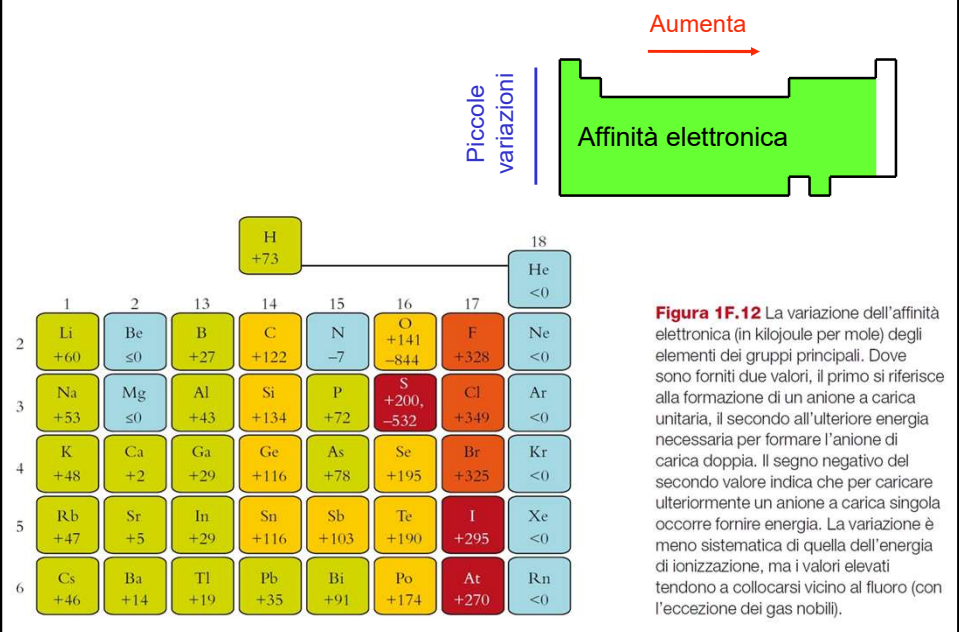 Aumenta
Piccole
variazioni
Affinità elettronica
H
+73
18
He
<0
1 2 13 14 15 16 17
2
Li
+60
Be
≤0
B
+27
C
+122
N
–7
O
+141
–844
F
+328
Ne
<0
3
Na
+53
Mg
≤0
Al
+43
Si
+134
P
+72
S
+200,
–532
Cl
+349
Ar
<0
4
K
+48
Ca
+2
Ga
+29
Ge
+116
As
+78
Se
+195
Br
+325
Kr
<0
5
Rb
+47
Sr
+5
In
+29
Sn
+116
Sb
+103
Te
+190
I
+295
Xe
<0
6
Cs
+46
Ba
+14
Tl
+19
Pb
+35
Bi
+91
Po
+174
At
+270
Rn
<0
Figura 1F.12 La variazione dell'affinità
elettronica (in kilojoule per mole) degli
elementi dei gruppi principali. Dove
sono forniti due valori, il primo si riferisce
alla formazione di un anione a carica
unitaria, il secondo all'ulteriore energia
necessaria per formare l'anione di
carica doppia. Il segno negativo del
secondo valore indica che per caricare
ulteriormente un anione a carica singola
occorre fornire energia. La variazione è
meno sistematica di quella dell'energia
di ionizzazione, ma i valori elevati
tendono a collocarsi vicino al fluoro (con
l'eccezione dei gas nobili).